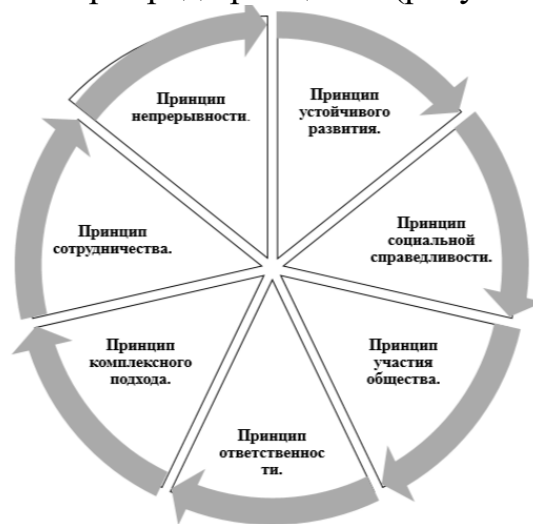 Принцип
устойчивого
развития.
Принцип
социальной
справедливости.
Принцип
участия
общества.
Принцип
ответственнос
ти.
Принцип
комплексного
подхода.
Принцип
сотрудничества.
Принцип
непрерывности.